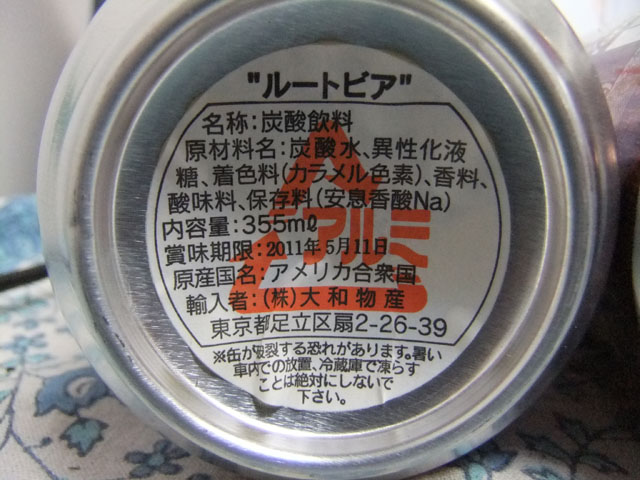 "ルートビア"
名称:炭酸飲料
原材料名:炭酸水、異性化液
糖、着色料(カラメル色素)、香料、
酸味料、保存料(安息香酸Na)
内容量:355mℓ
アルミ
賞味期限:2011年5月11日
原産国名:アメリカ合衆国
輸入者:(株)大和物産
東京都足立区扇2-26-39
※缶が破裂する恐れがあります。暑い
車内での放置、冷蔵庫で凍らす
ことは絶対にしないで
下さい。